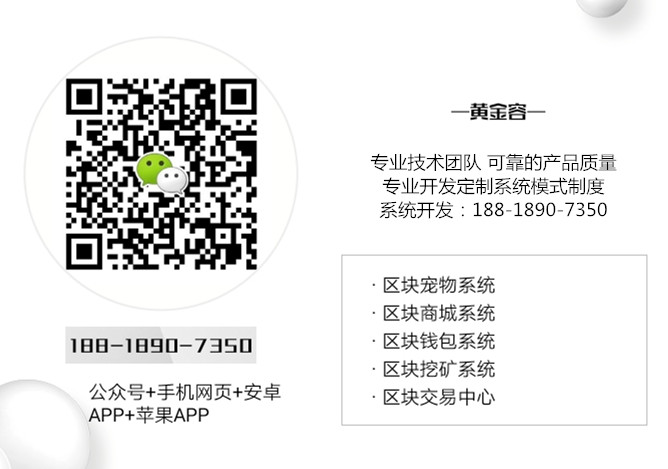 —黄金容—
专业技术团队 可靠的产品质量
专业开发定制系统模式制度
系统开发：188-1890-7350
188-1890-7350
公众号+手机网页+安卓
APP+苹果APP
· 区块宠物系统
· 区块商城系统
· 区块钱包系统
· 区块挖矿系统
· 区块交易中心